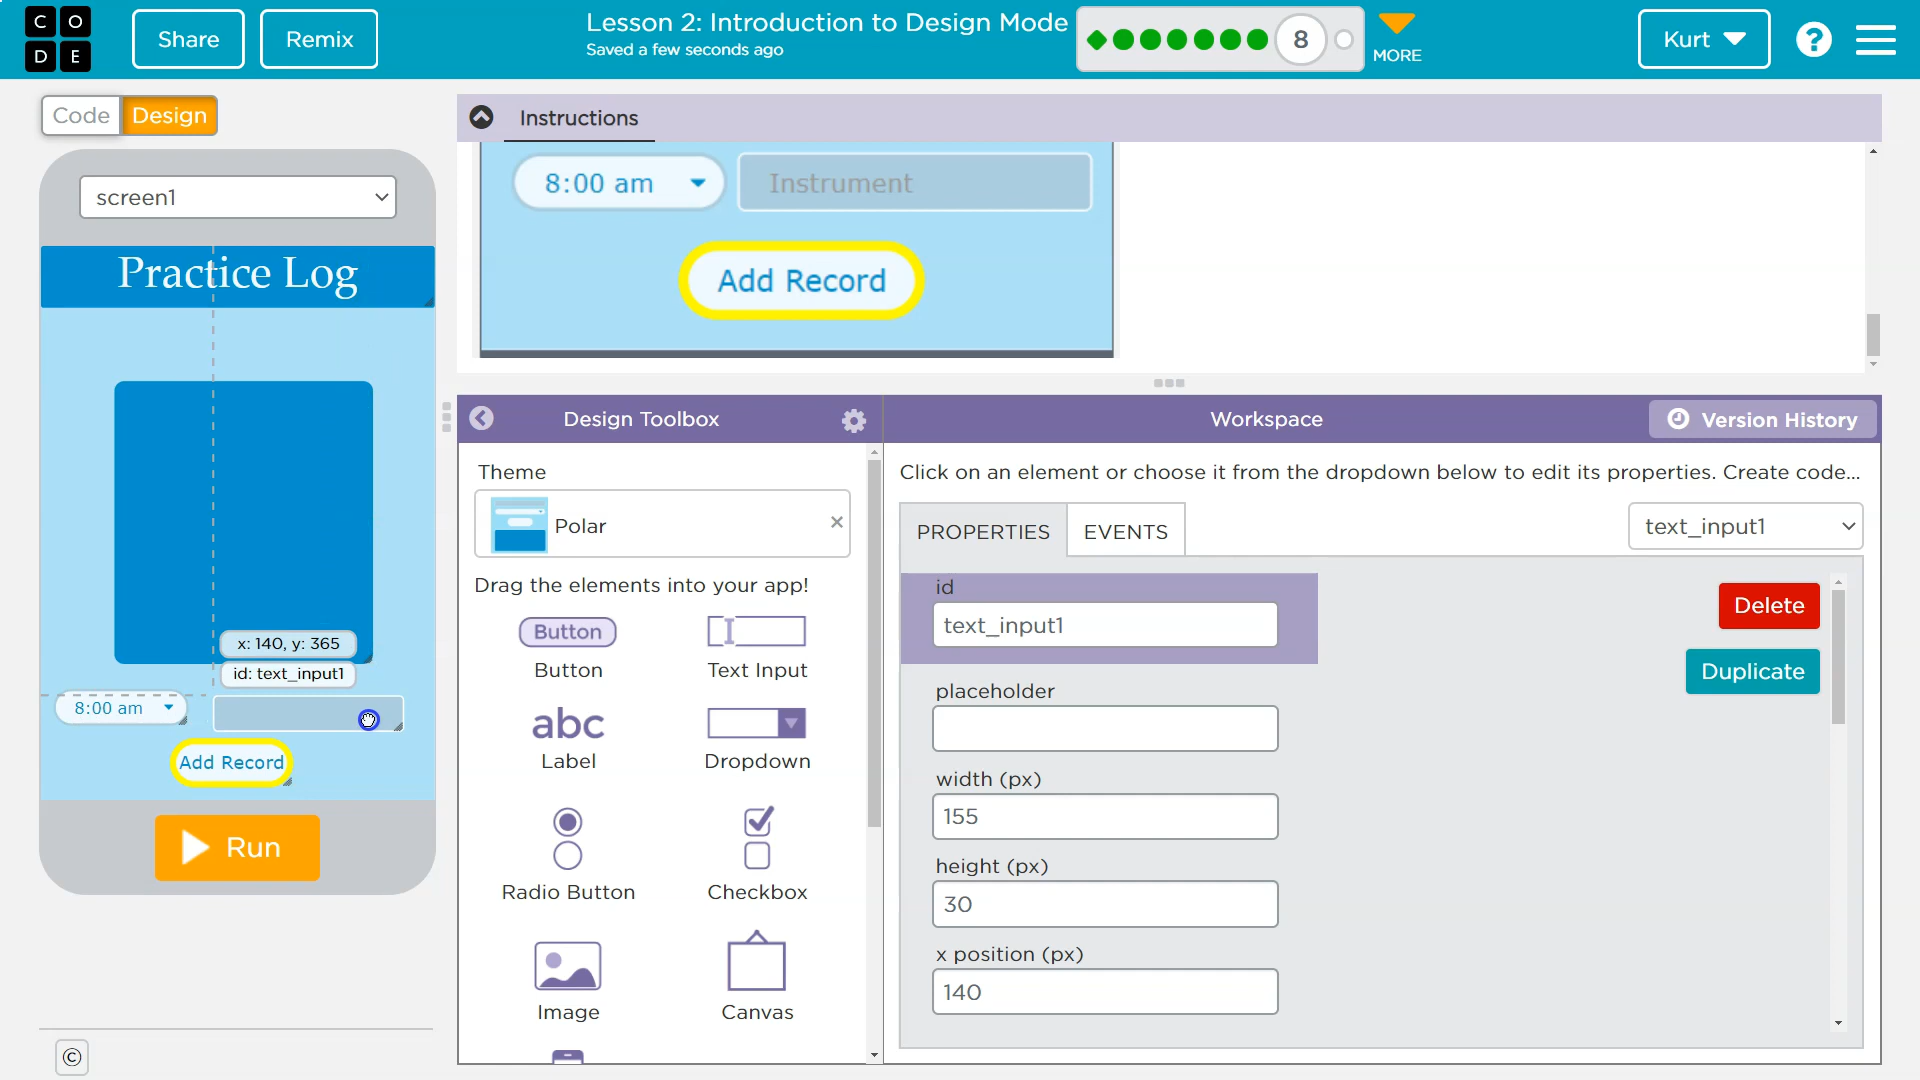 C O
D E
Share
Remix
Lesson 2: Introduction to Design Mode
Saved a few seconds ago
8
MORE
Kurt
?
Code
Design
screen1
Practice Log
x: 140, y: 365
id: text_input1
8:00 am
Add Record
Run
©
Instructions
8:00 am
Instrument
Add Record
Design Toolbox
Workspace
Version History
Theme
Polar
×
Drag the elements into your app!
Button
Button
Text Input
abc
Label
Dropdown
Radio Button
Checkbox
Image
Canvas
Click on an element or choose it from the dropdown below to edit its properties. Create code...
PROPERTIES
EVENTS
text_input1
id
text_input1
Delete
Duplicate
placeholder
width (px)
155
height (px)
30
x position (px)
140